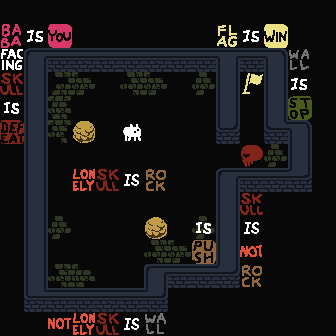 BABA IS YOU
FLAG IS WIN
FACING
SKULL
IS
DEFEAT
WALL
IS
STOP
LONELY SKULL IS ROCK
IS
PUSH
SKULL
IS
NOT
ROCK
NOT LONELY SKULL IS WALL